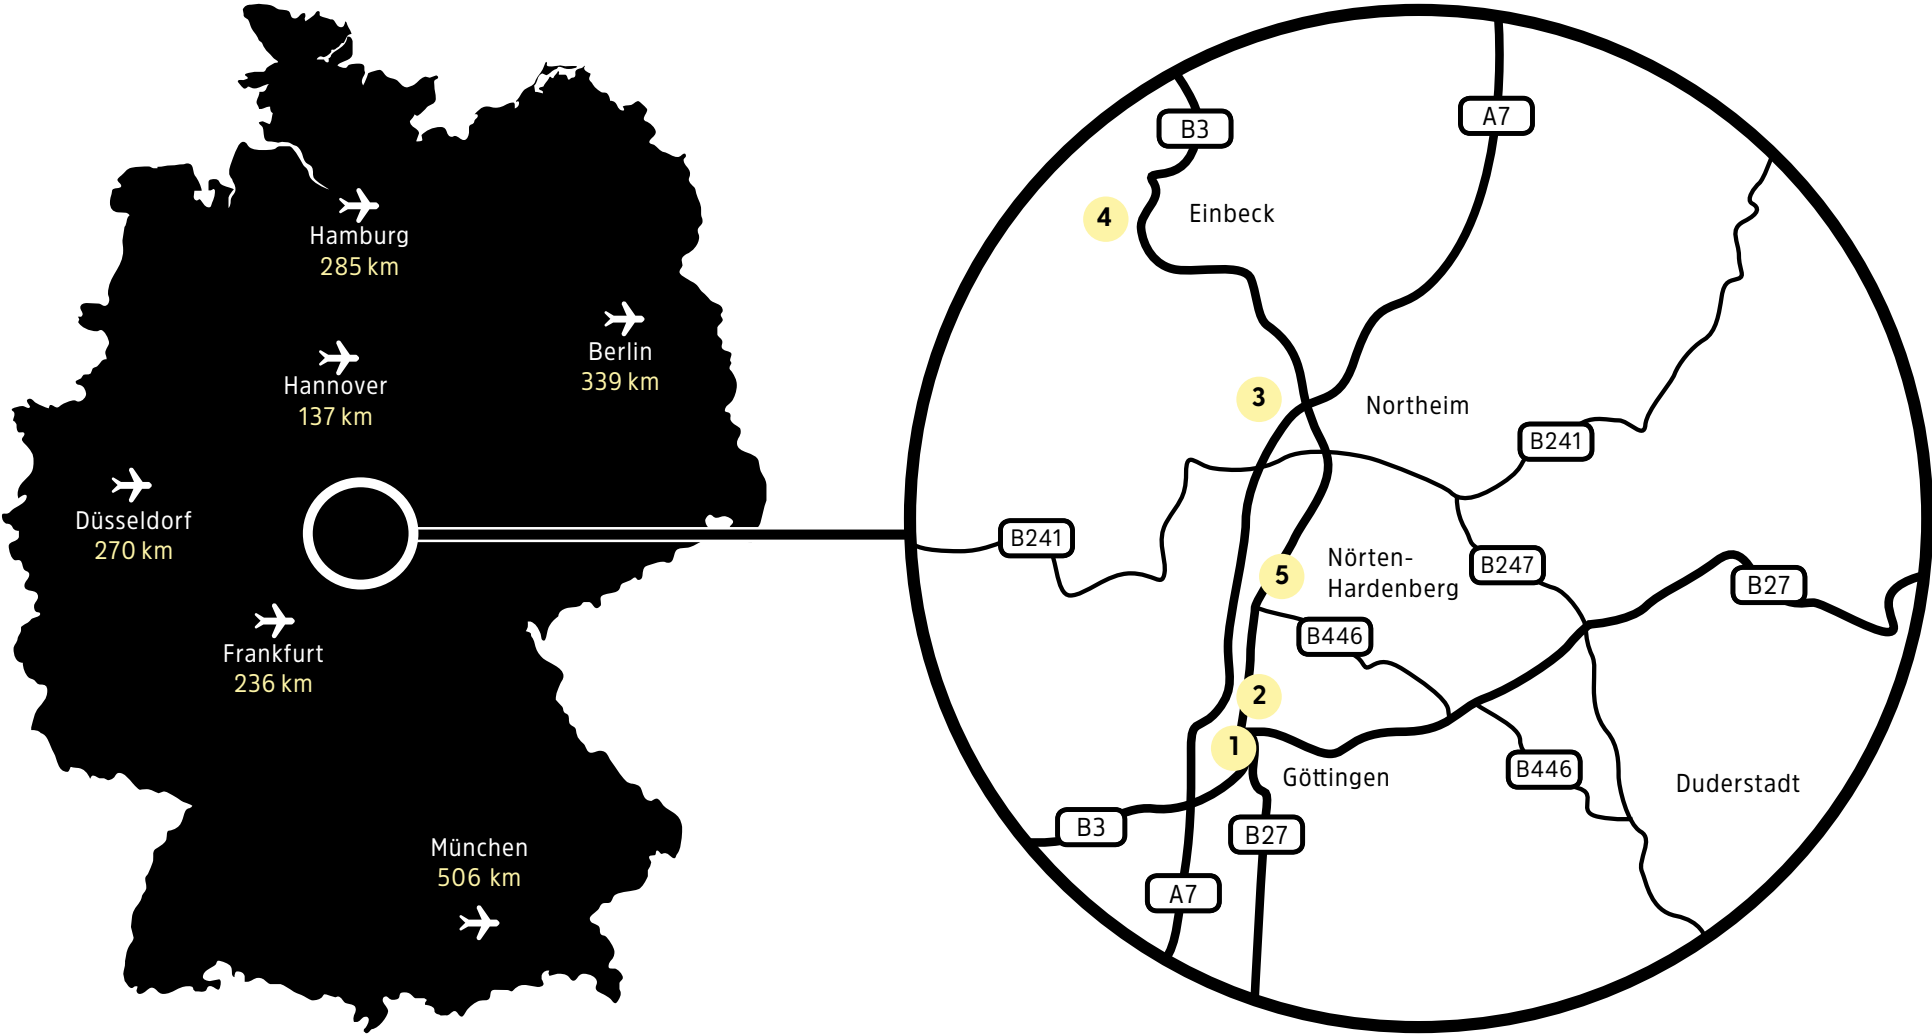 Hamburg
285 km
Berlin
339 km
Hannover
137 km
Düsseldorf
270 km
Frankfurt
236 km
München
506 km
B3
A7
4
Einbeck
3
Northeim
B241
B241
Nörten-
Hardenberg
5
B247
B27
B446
2
1
Göttingen
B446
Duderstadt
B3
B27
A7